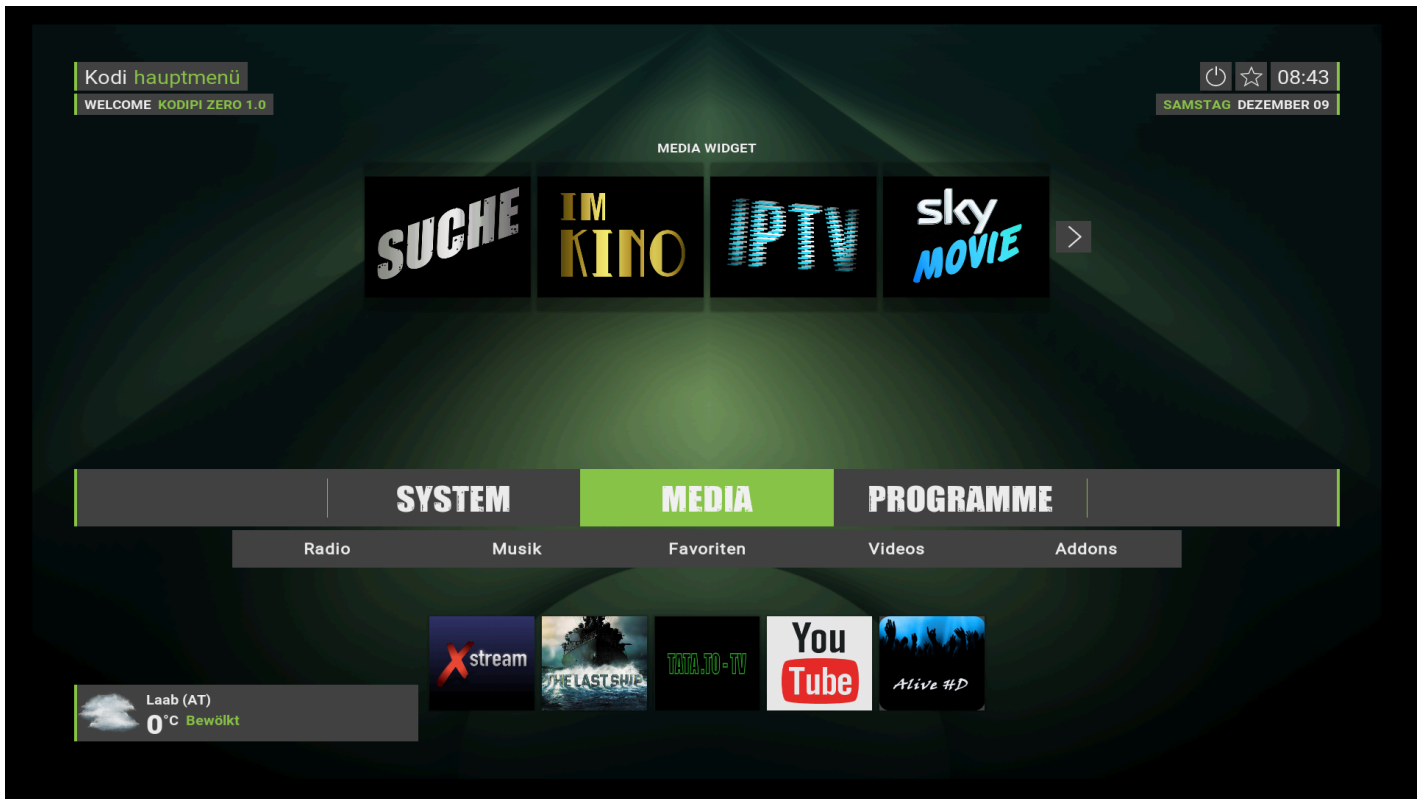 Kodi hauptmenü
WELCOME KODIPI ZERO 1.0
08:43
SAMSTAG DEZEMBER 09
MEDIA WIDGET
SUCHE
IM
KINO
IPTV
sky
MOVIE
SYSTEM MEDIA PROGRAMME
Radio Musik Favoriten Videos Addons
Xstream
THE LAST SHIP
TATA.TO-TV
You
Tube
Alive HD
Laab (AT)
0°C Bewölkt